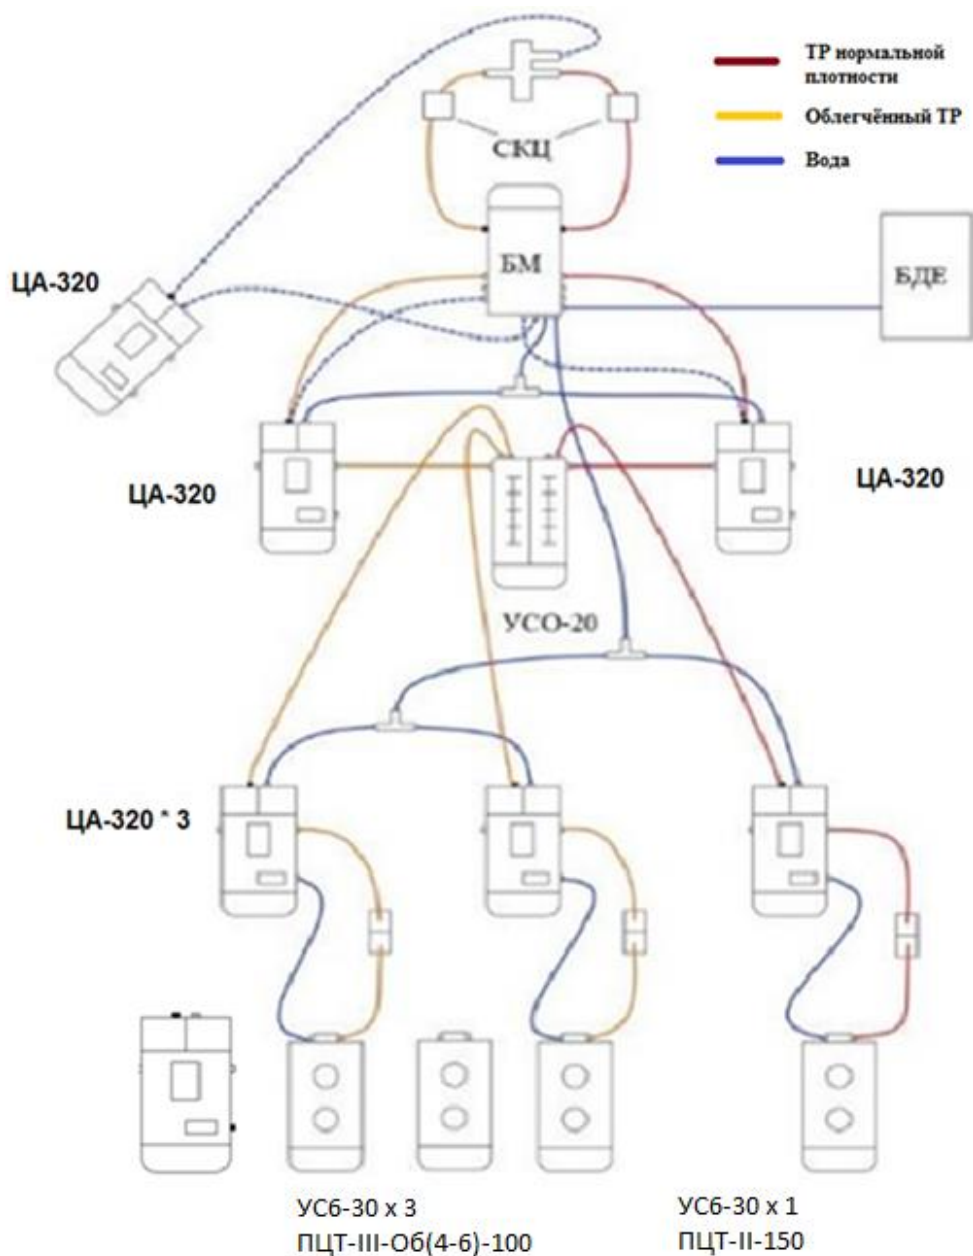 ТР нормальной
плотности
Облегчённый ТР
Вода
СКЦ
БМ
БДЕ
ЦА-320
ЦА-320
ЦА-320
УСО-20
ЦА-320 * 3
УС6-30 х 3
ПЦТ-III-Об(4-6)-100
УС6-30 х 1
ПЦТ-II-150